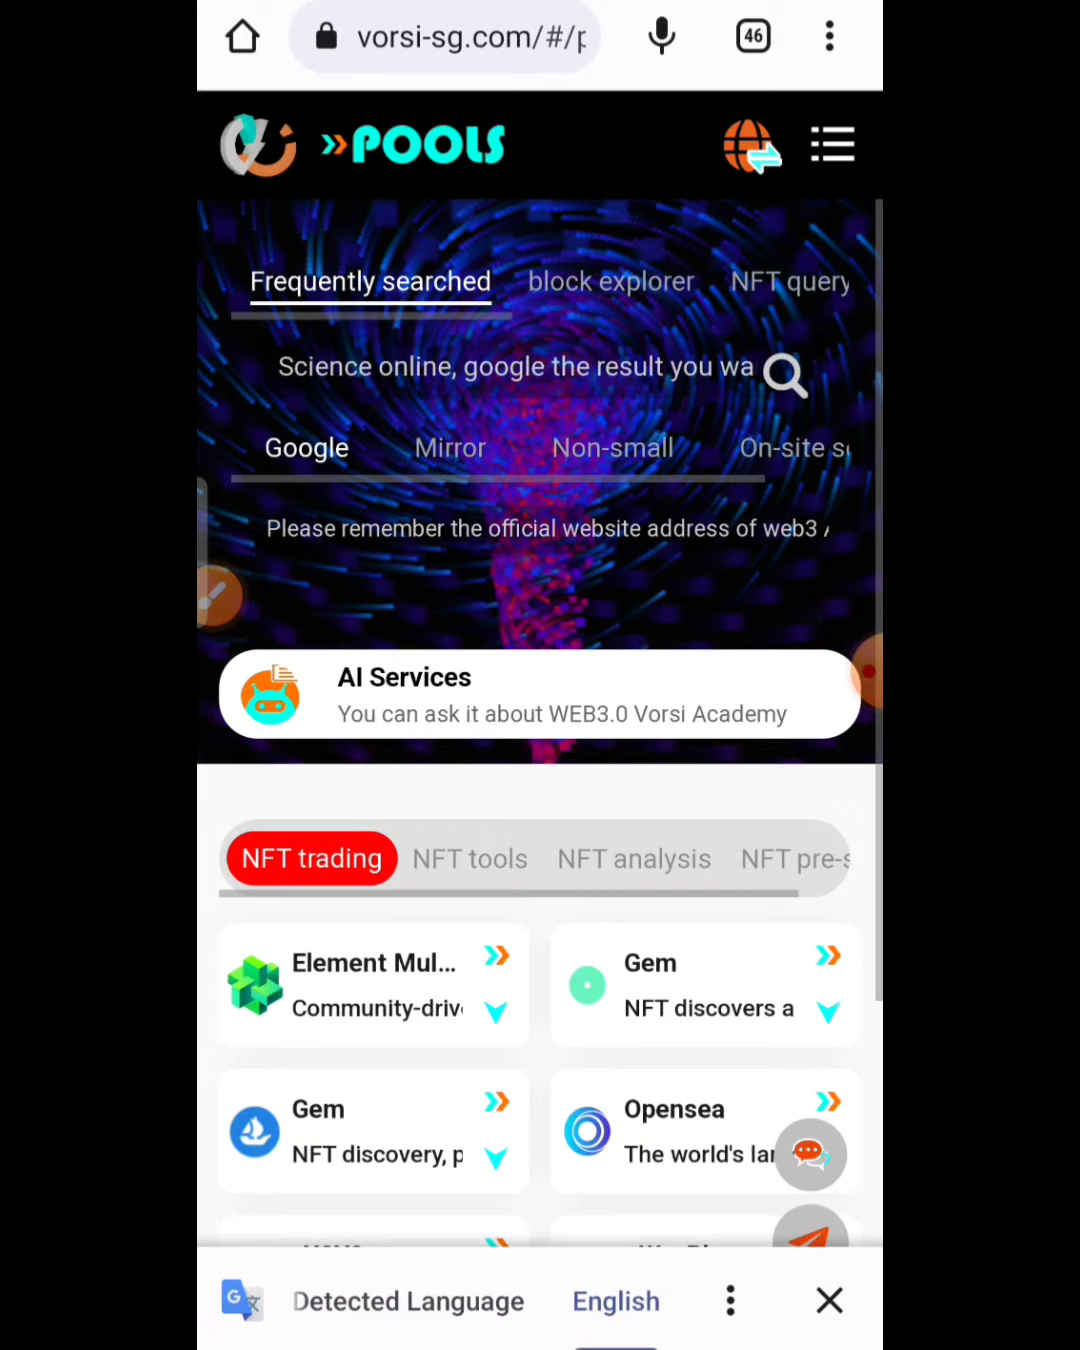 vorsi-sg.com/#/p
46
POOLS
Frequently searched block explorer NFT query
Science online, google the result you wa
Google Mirror Non-small On-site s
Please remember the official website address of web3
AI Services
You can ask it about WEB3.0 Vorsi Academy
NFT trading NFT tools NFT analysis NFT pre-s
Element Mul...
Community-driv
Gem
NFT discovers a
Gem
NFT discovery, p
Opensea
The world's lar
Detected Language English